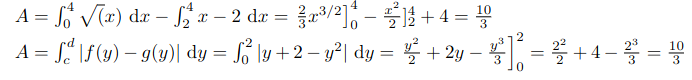 A = ∫₀⁴ √(x) dx − ∫₂⁴ x − 2 dx = 2/3 x^{3/2}]₀⁴ − x²/2]₂⁴ + 4 = 10/3
A = ∫_c^d |f(y) − g(y)| dy = ∫₀² |y + 2 − y²| dy = y²/2 + 2y − y³/3]₀² = 2²/2 + 4 − 2³/3 = 10/3